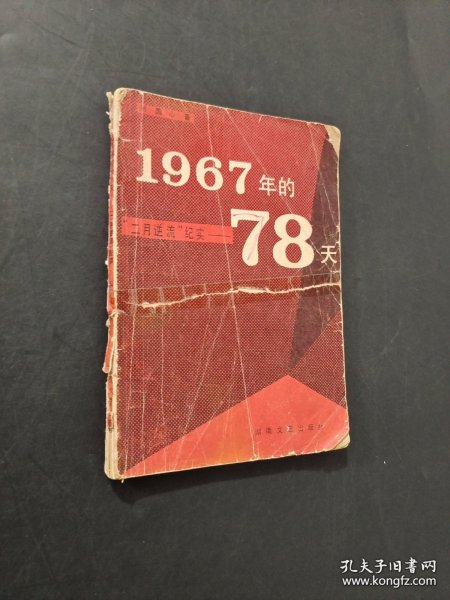 著
1967年的
"二月逆流"纪实——
78天
湖南文艺出版社
孔夫子旧书网
www.kongfz.com